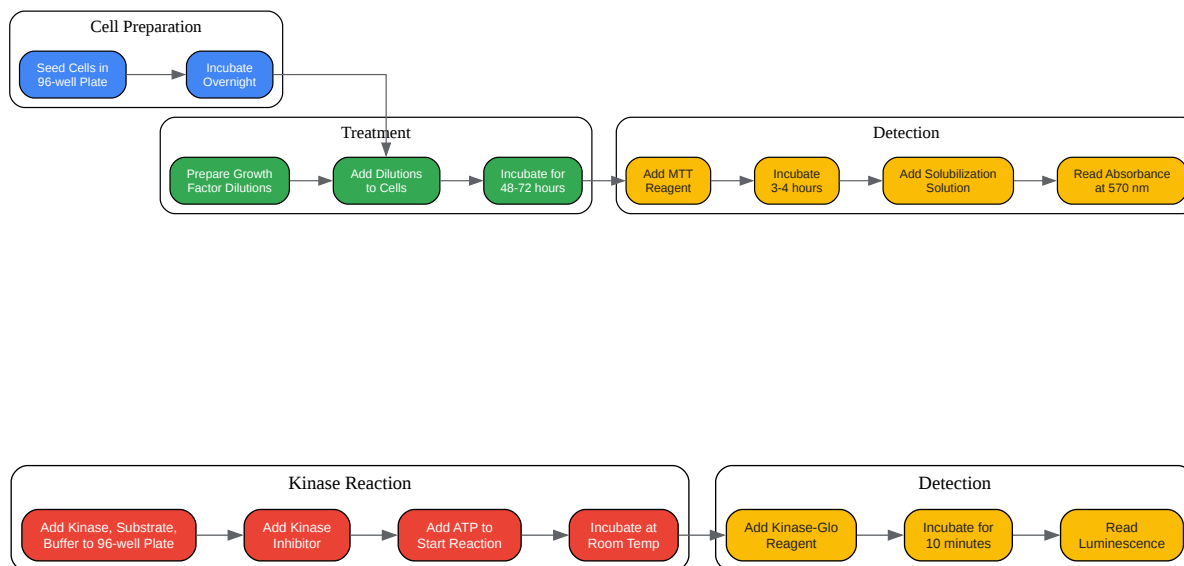 Cell Preparation
Seed Cells in
96-well Plate
Incubate
Overnight
Treatment
Prepare Growth
Factor Dilutions
Add Dilutions
to Cells
Incubate for
48-72 hours
Detection
Add MTT
Reagent
Incubate
3-4 hours
Add Solubilization
Solution
Read Absorbance
at 570 nm
Kinase Reaction
Add Kinase, Substrate,
Buffer to 96-well Plate
Add Kinase
Inhibitor
Add ATP to
Start Reaction
Incubate at
Room Temp
Detection
Add Kinase-Glo
Reagent
Incubate for
10 minutes
Read
Luminescence